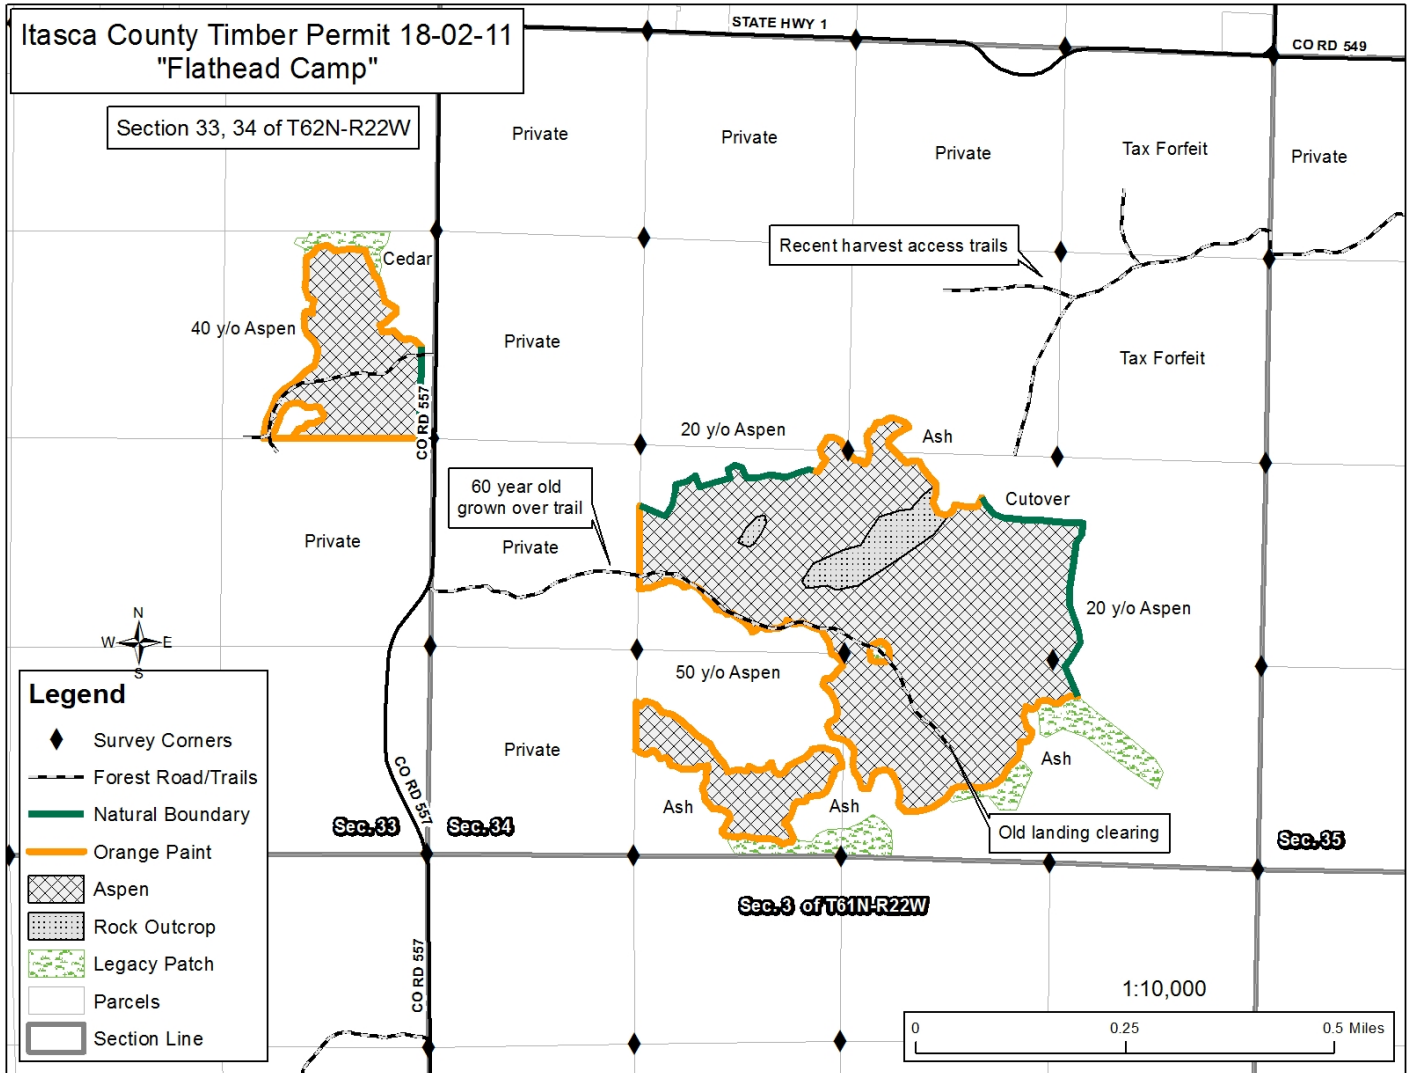 Itasca County Timber Permit 18-02-11
"Flathead Camp"
Section 33, 34 of T62N-R22W
STATE HWY 1
CO RD 549
Private
Private
Private
Tax Forfeit
Private
Recent harvest access trails
Cedar
40 y/o Aspen
Private
Tax Forfeit
CO RD 557
20 y/o Aspen
Ash
60 year old
grown over trail
Cutover
Private
Private
20 y/o Aspen
N
W E
S
50 y/o Aspen
Private
Ash
CO RD 557
Ash
Ash
Sec. 33
Sec. 34
Old landing clearing
Sec. 35
Sec. 3 of T61N-R22W
CO RD 557
Legend
Survey Corners
Forest Road/Trails
Natural Boundary
Orange Paint
Aspen
Rock Outcrop
Legacy Patch
Parcels
Section Line
1:10,000
0 0.25 0.5 Miles